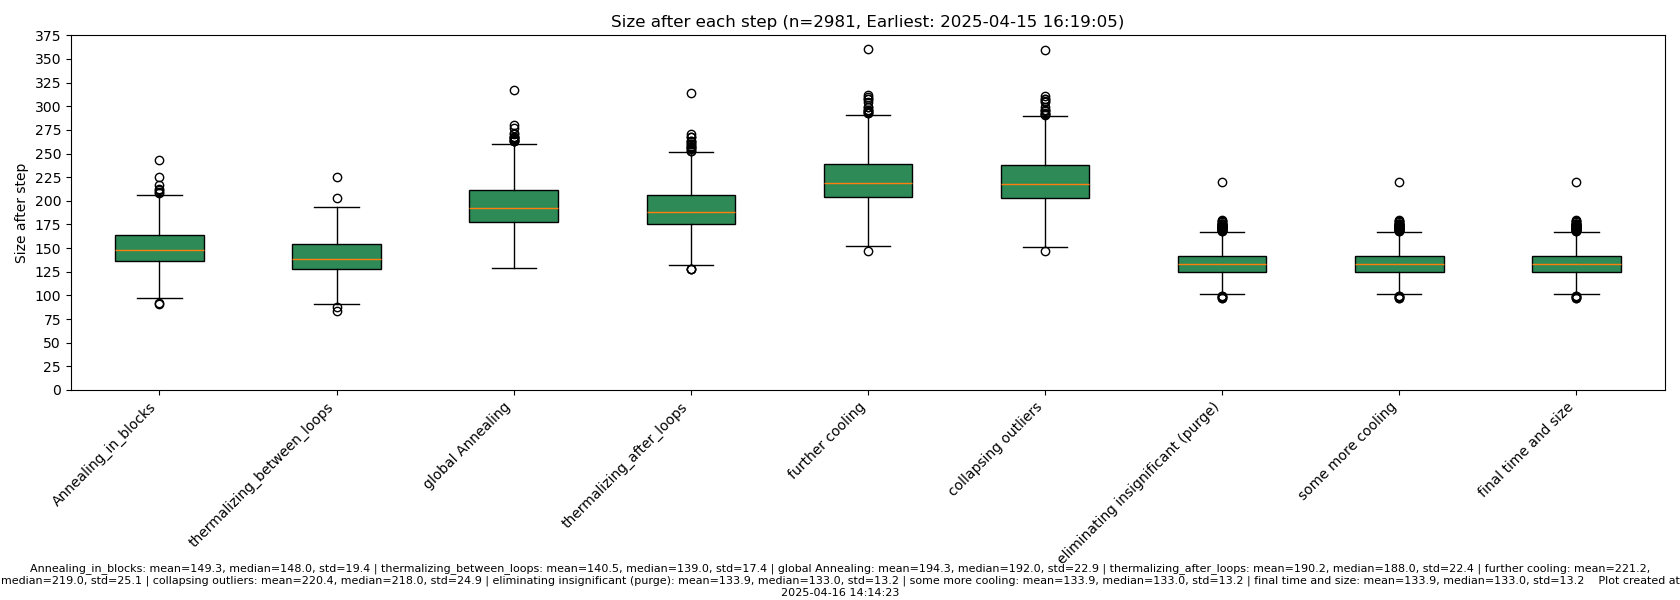 Size after each step (n=2981, Earliest: 2025-04-15 16:19:05)
375
350
325
300
275
250
225
200
175
150
125
100
75
50
25
0
Size after step
Annealing_in_blocks
thermalizing_between_loops
global Annealing
thermalizing_after_loops
further cooling
collapsing outliers
eliminating insignificant (purge)
some more cooling
final time and size
Annealing_in_blocks: mean=149.3, median=148.0, std=19.4 | thermalizing_between_loops: mean=140.5, median=139.0, std=17.4 | global Annealing: mean=194.3, median=192.0, std=22.9 | thermalizing_after_loops: mean=190.2, median=188.0, std=22.4 | further cooling: mean=221.2,
median=219.0, std=25.1 | collapsing outliers: mean=220.4, median=218.0, std=24.9 | eliminating insignificant (purge): mean=133.9, median=133.0, std=13.2 | some more cooling: mean=133.9, median=133.0, std=13.2 | final time and size: mean=133.9, median=133.0, std=13.2 Plot created at
2025-04-16 14:14:23